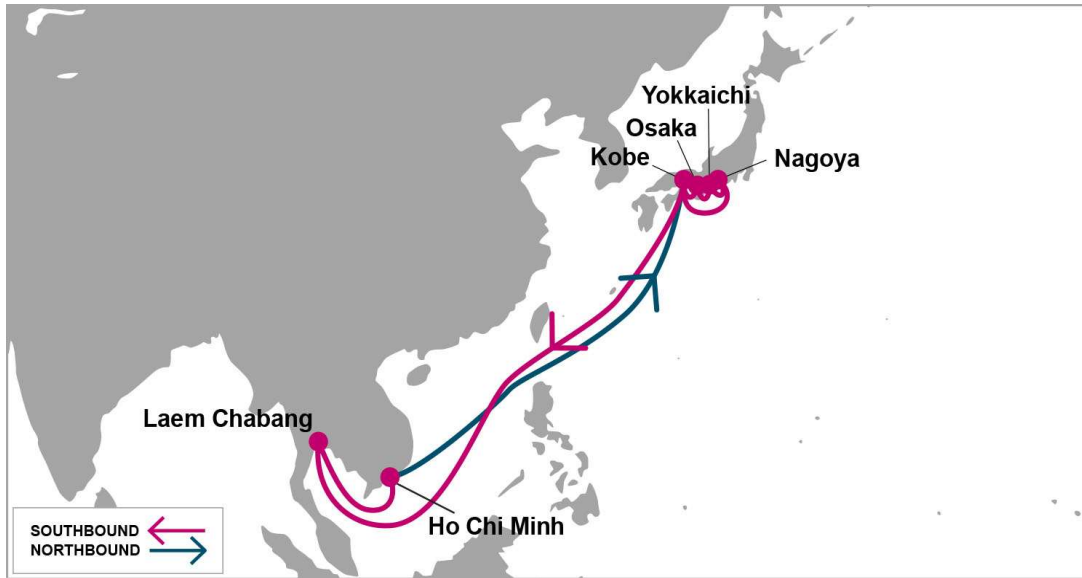 Yokkaichi
Osaka
Kobe
Nagoya
Laem Chabang
Ho Chi Minh
SOUTHBOUND
NORTHBOUND